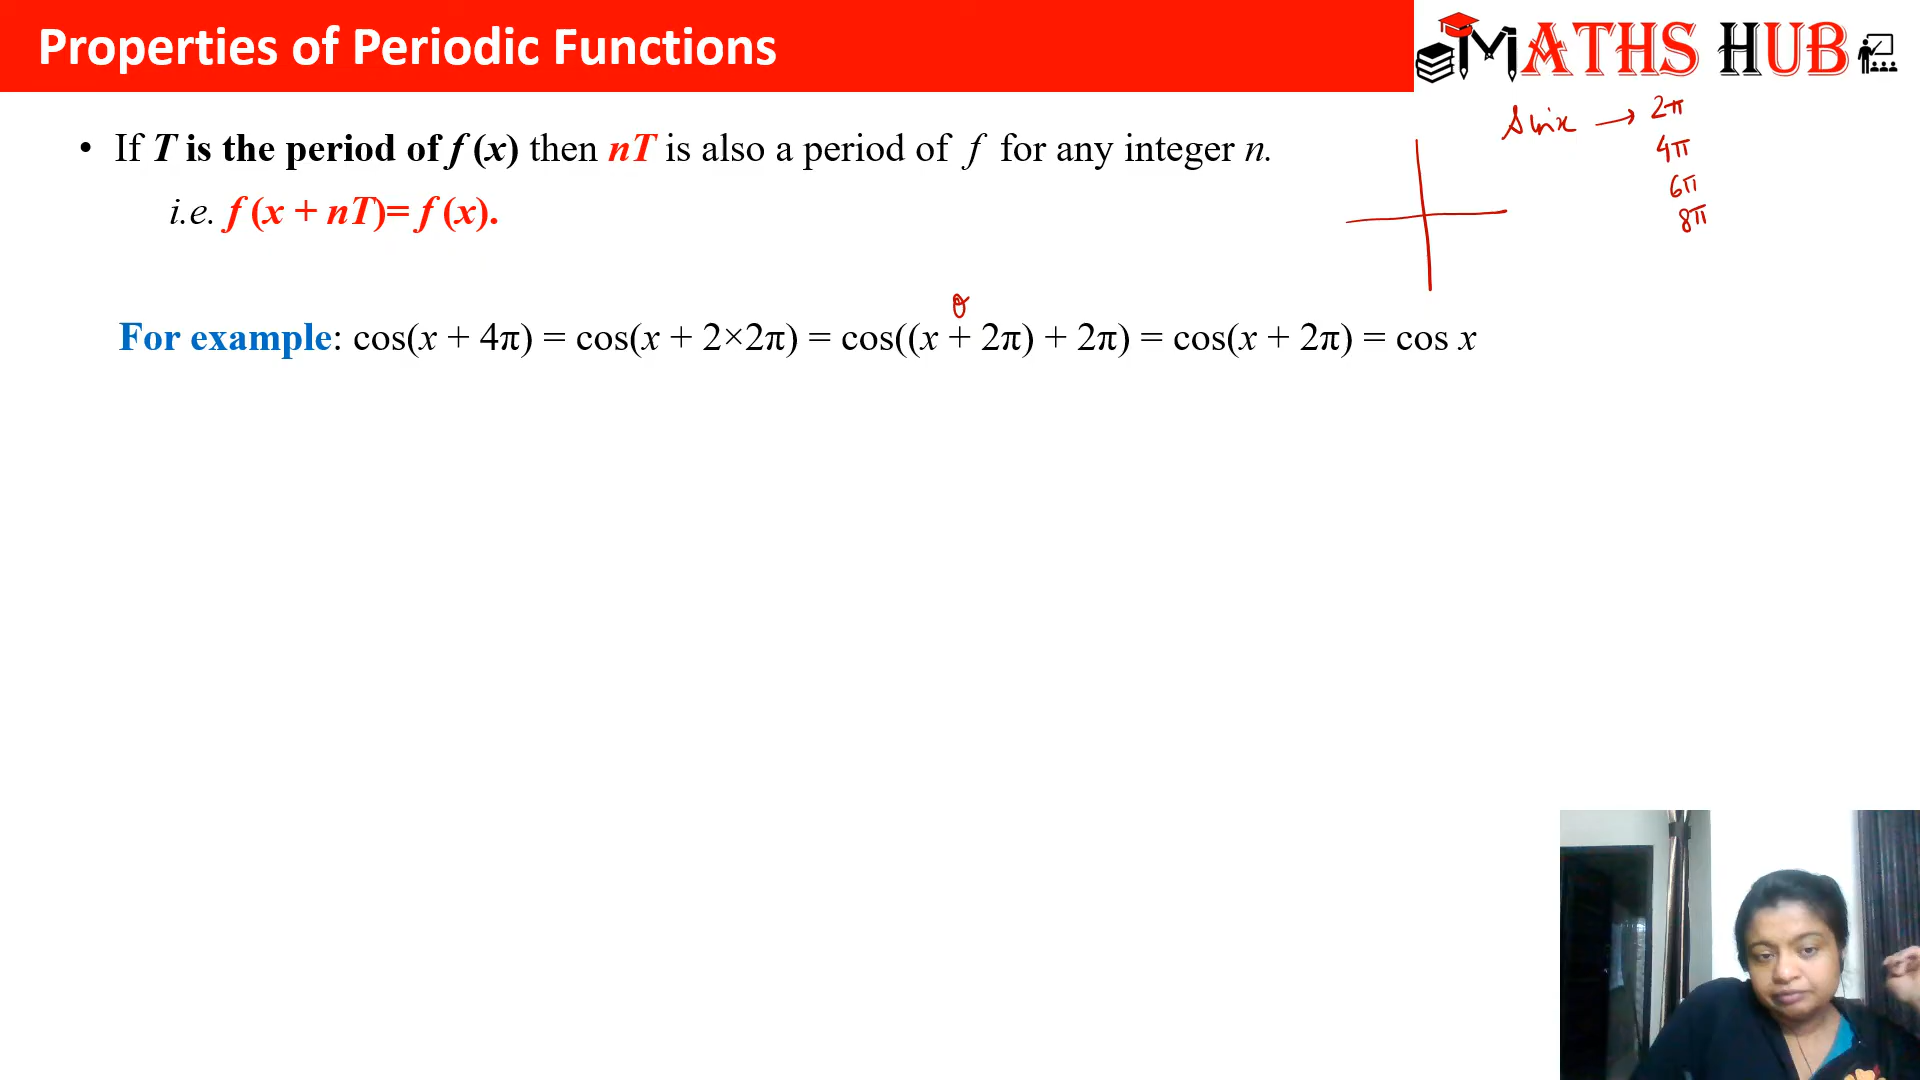 Properties of Periodic Functions
MATHS HUB
• If T is the period of f (x) then nT is also a period of f for any integer n.
i.e. f (x + nT)= f (x).
Sinx → 2π
4π
6π
8π
θ
For example: cos(x + 4π) = cos(x + 2×2π) = cos((x + 2π) + 2π) = cos(x + 2π) = cos x